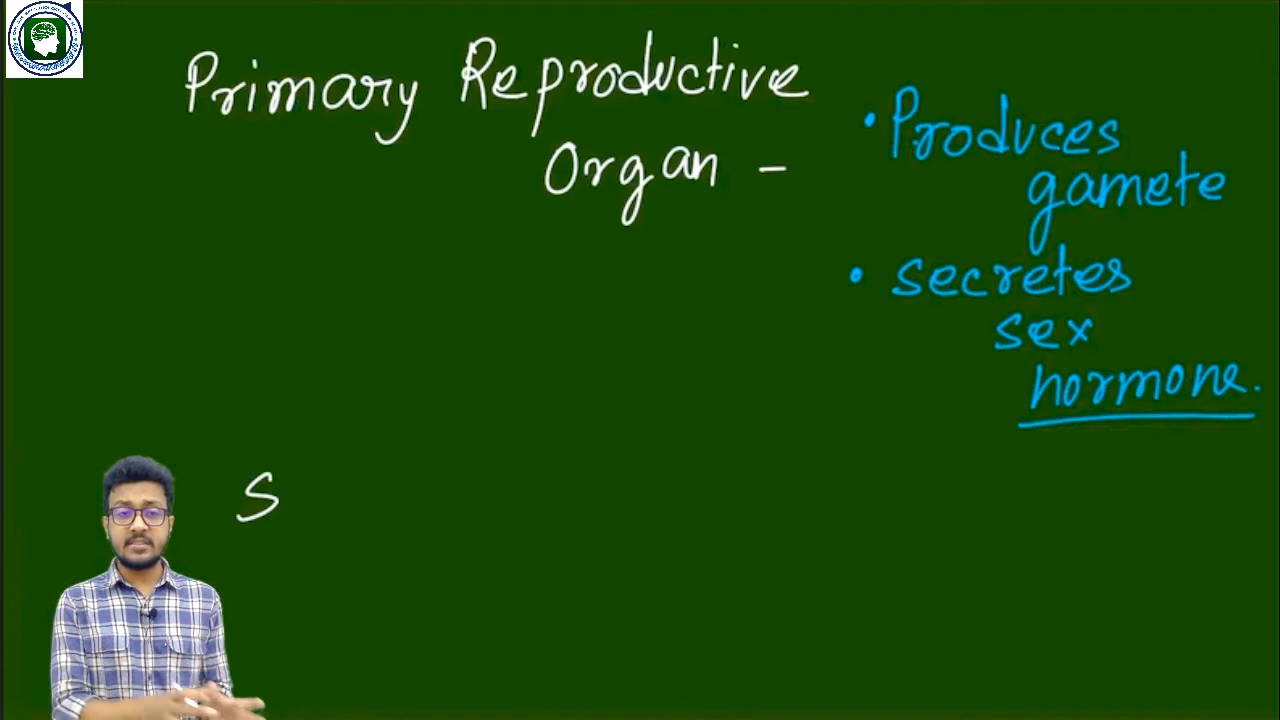 Primary Reproductive
Organ -
• Produces
gamete
• secretes
sex
hormone.
S